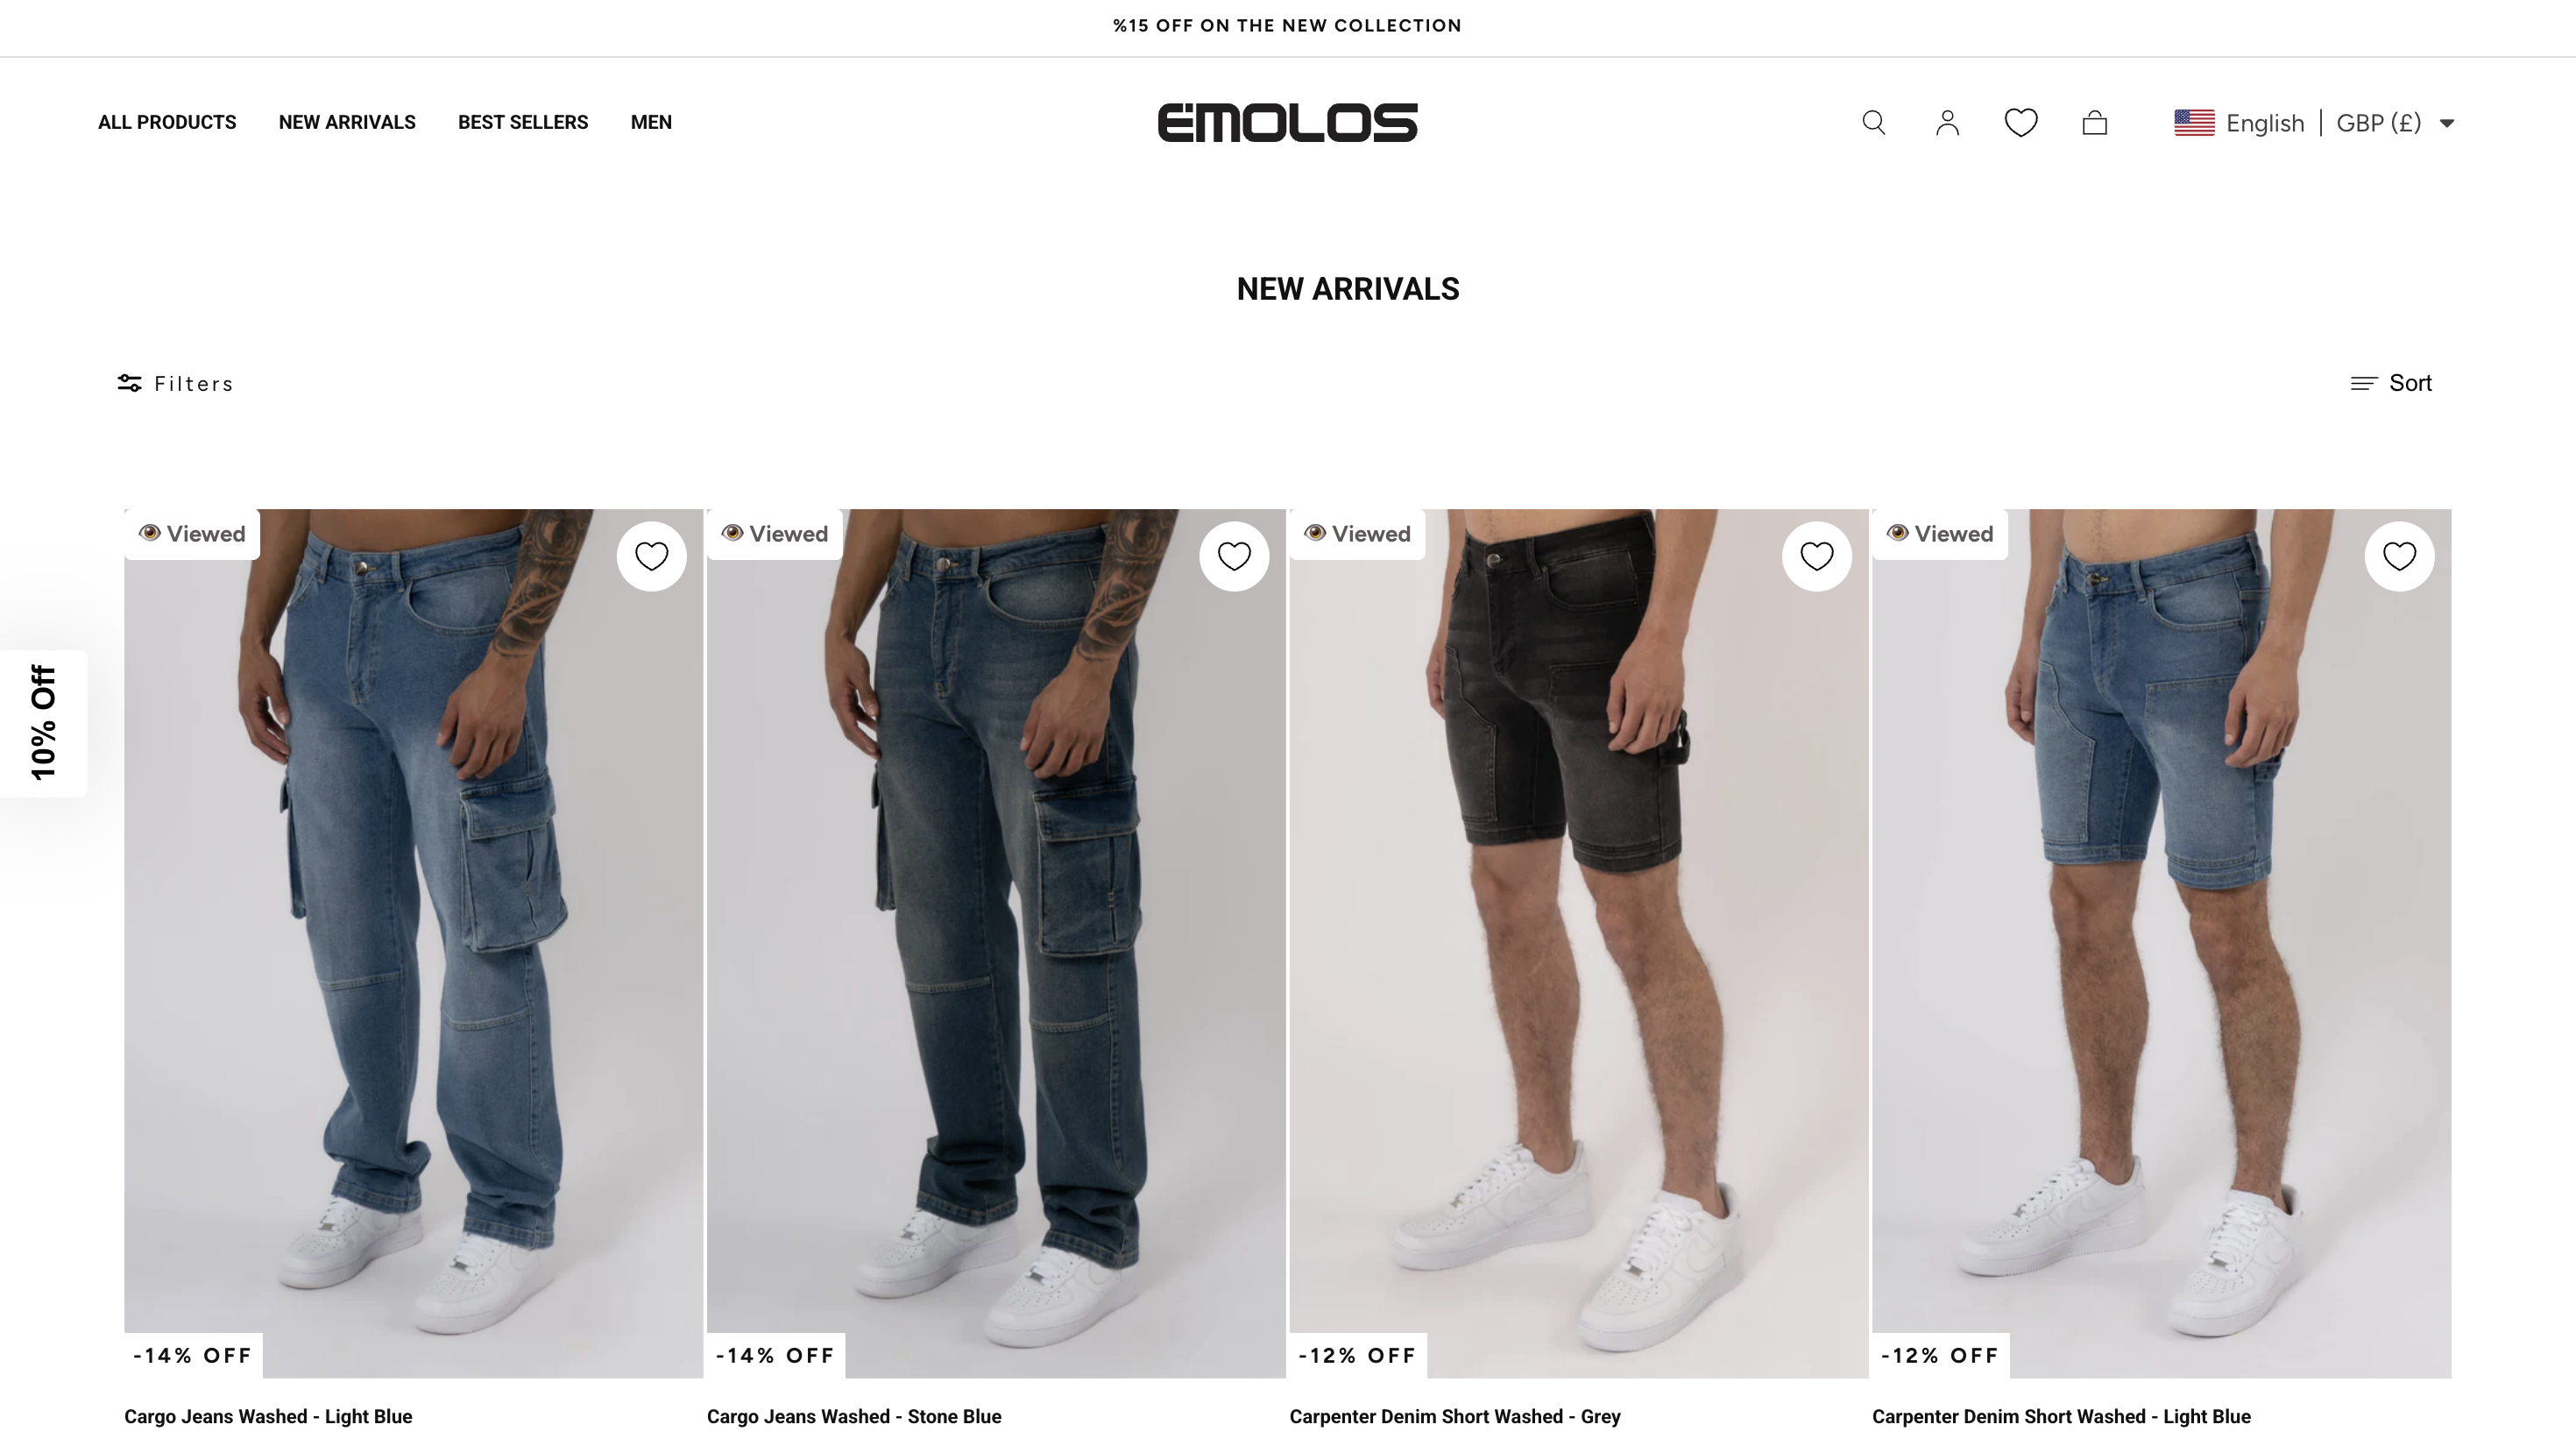 %15 OFF ON THE NEW COLLECTION
ALL PRODUCTS NEW ARRIVALS BEST SELLERS MEN
EMOLOS
English | GBP (£)
NEW ARRIVALS
Filters
Sort
Viewed
Viewed
Viewed
Viewed
10% Off
-14% OFF
-14% OFF
-12% OFF
-12% OFF
Cargo Jeans Washed - Light Blue
Cargo Jeans Washed - Stone Blue
Carpenter Denim Short Washed - Grey
Carpenter Denim Short Washed - Light Blue